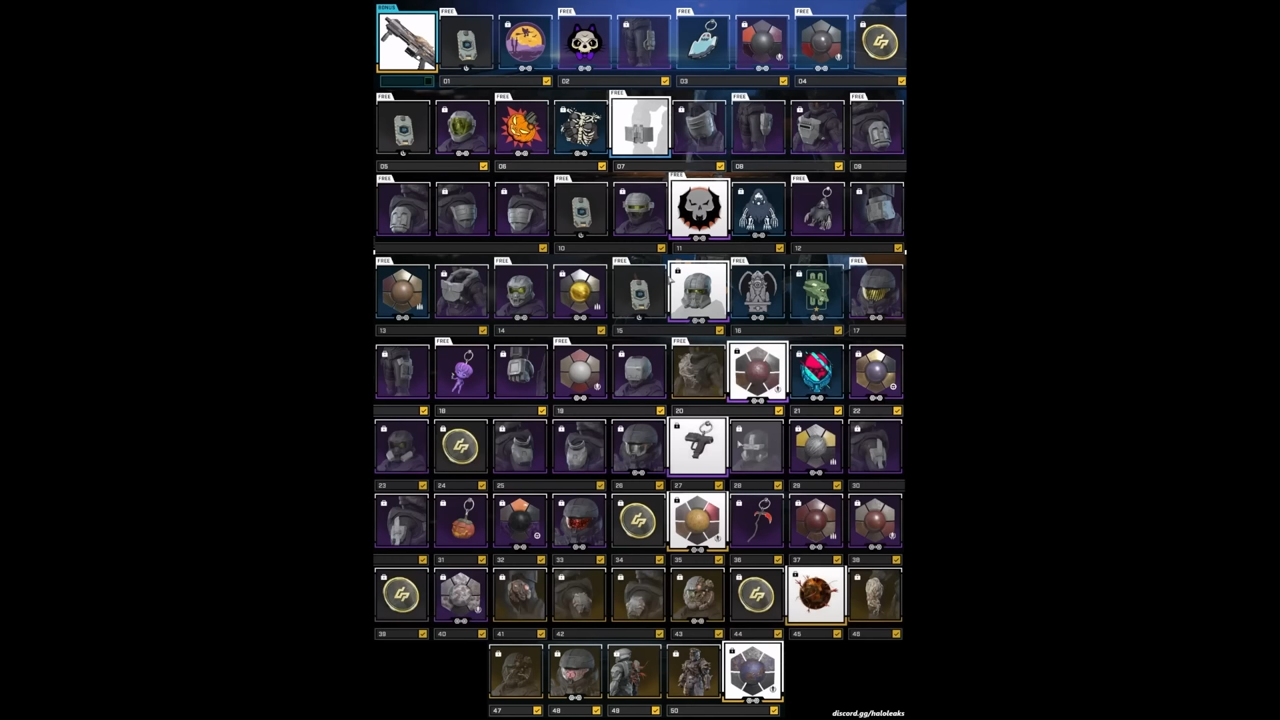 BONUS FREE FREE FREE FREE
01 02 03 04
FREE FREE FREE FREE FREE
05 06 07 08 09
FREE FREE FREE FREE
10 11 12
FREE FREE FREE FREE FREE
13 14 15 16 17
FREE FREE FREE
18 19 20 21 22
23 24 25 26 27 28 29 30
31 32 33 34 35 36 37 38
39 40 41 42 43 44 45 46
47 48 49 50
discord.gg/haloleaks